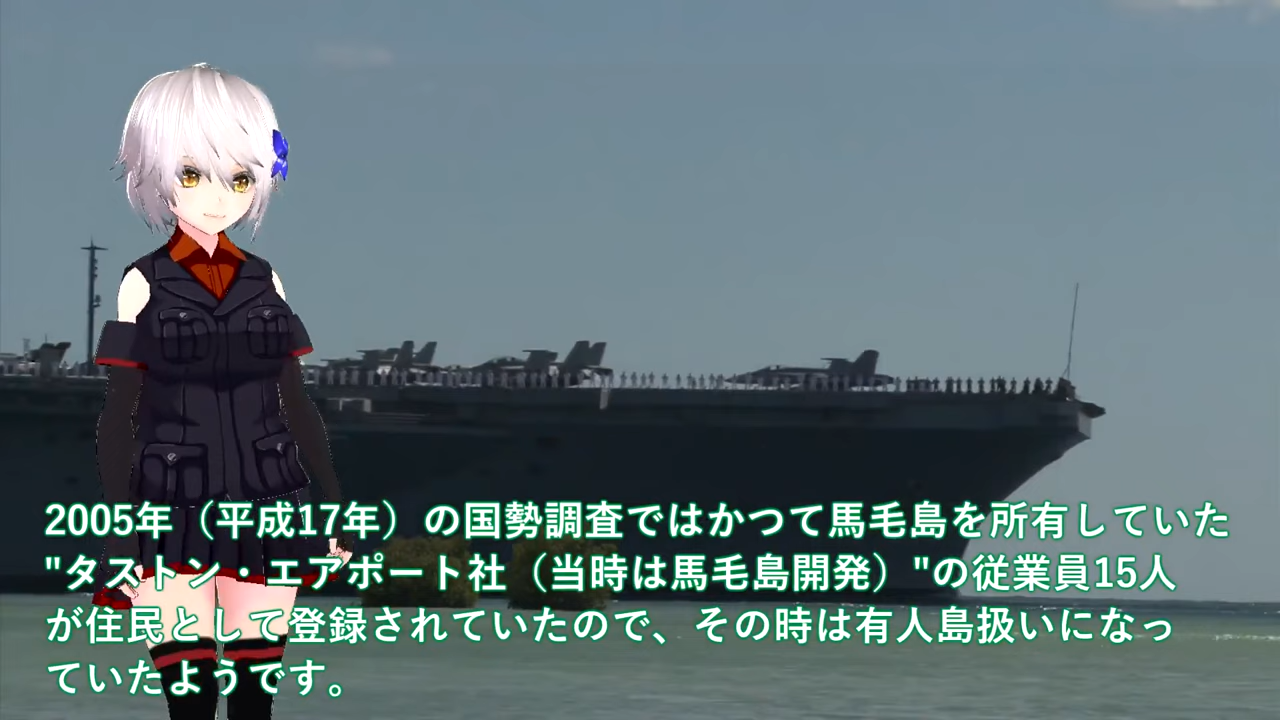 2005年（平成17年）の国勢調査ではかつて馬毛島を所有していた
"タストン・エアポート社（当時は馬毛島開発）"の従業員15人
が住民として登録されていたので、その時は有人島扱いになっ
ていたようです。